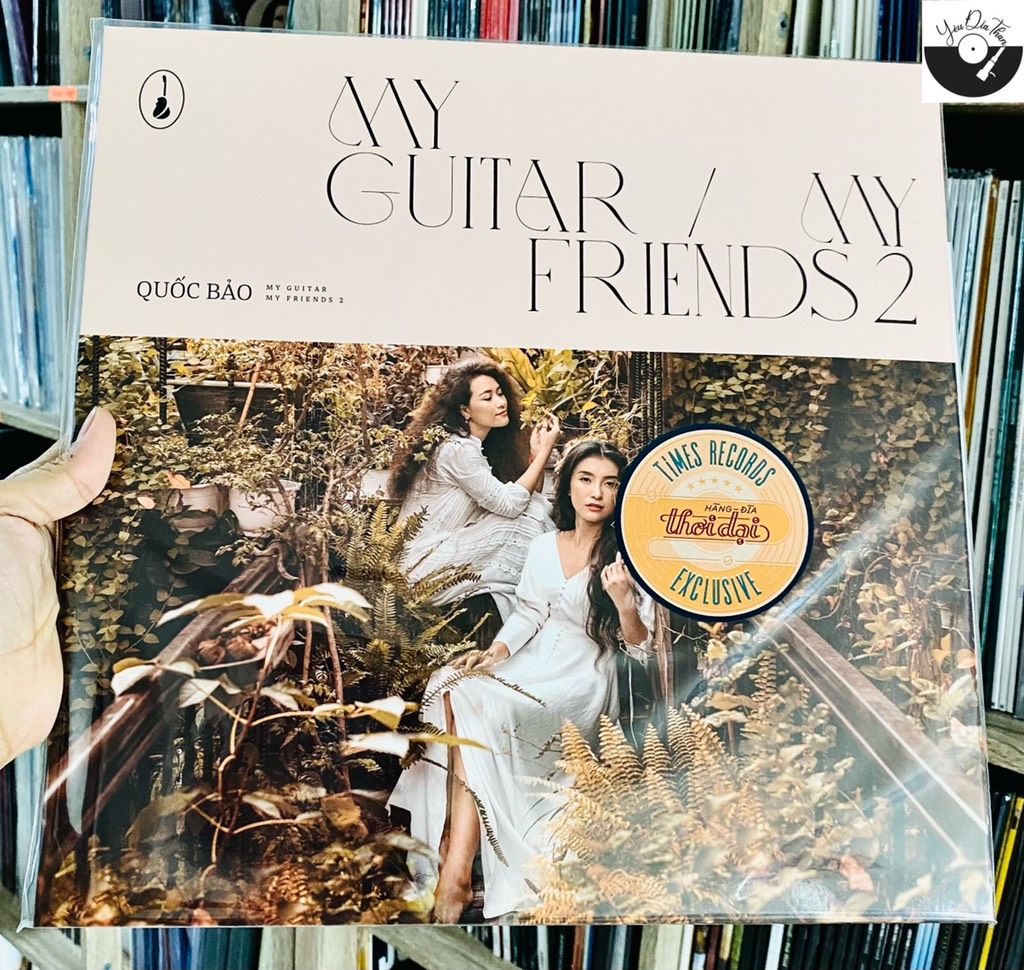 Yêu Đĩa Than
MY
GUITAR / MY
FRIENDS 2
QUỐC BẢO
MY GUITAR
MY FRIENDS 2
TiMES RECORDS
HÃNG ĐĨA
thời đại
EXCLUSIVE